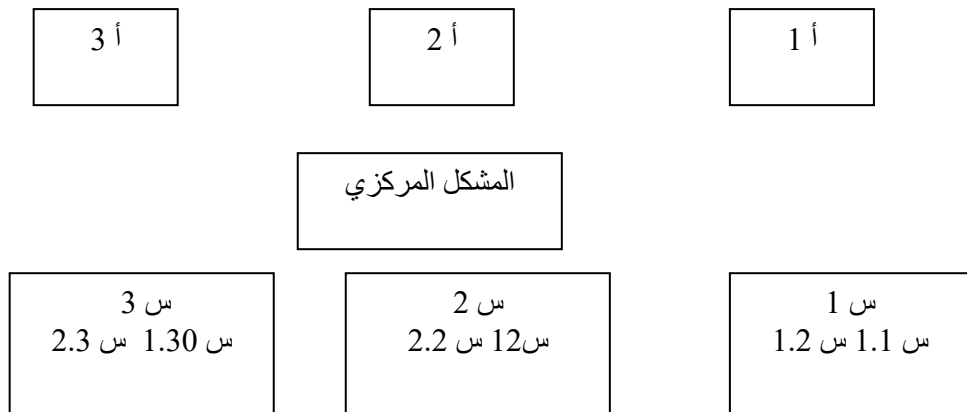 أ 1
أ 2
أ 3
المشكل المركزي
س 1
س 1.1 س 1.2
س 2
س12 س 2.2
س 3
س 1.30 س 2.3